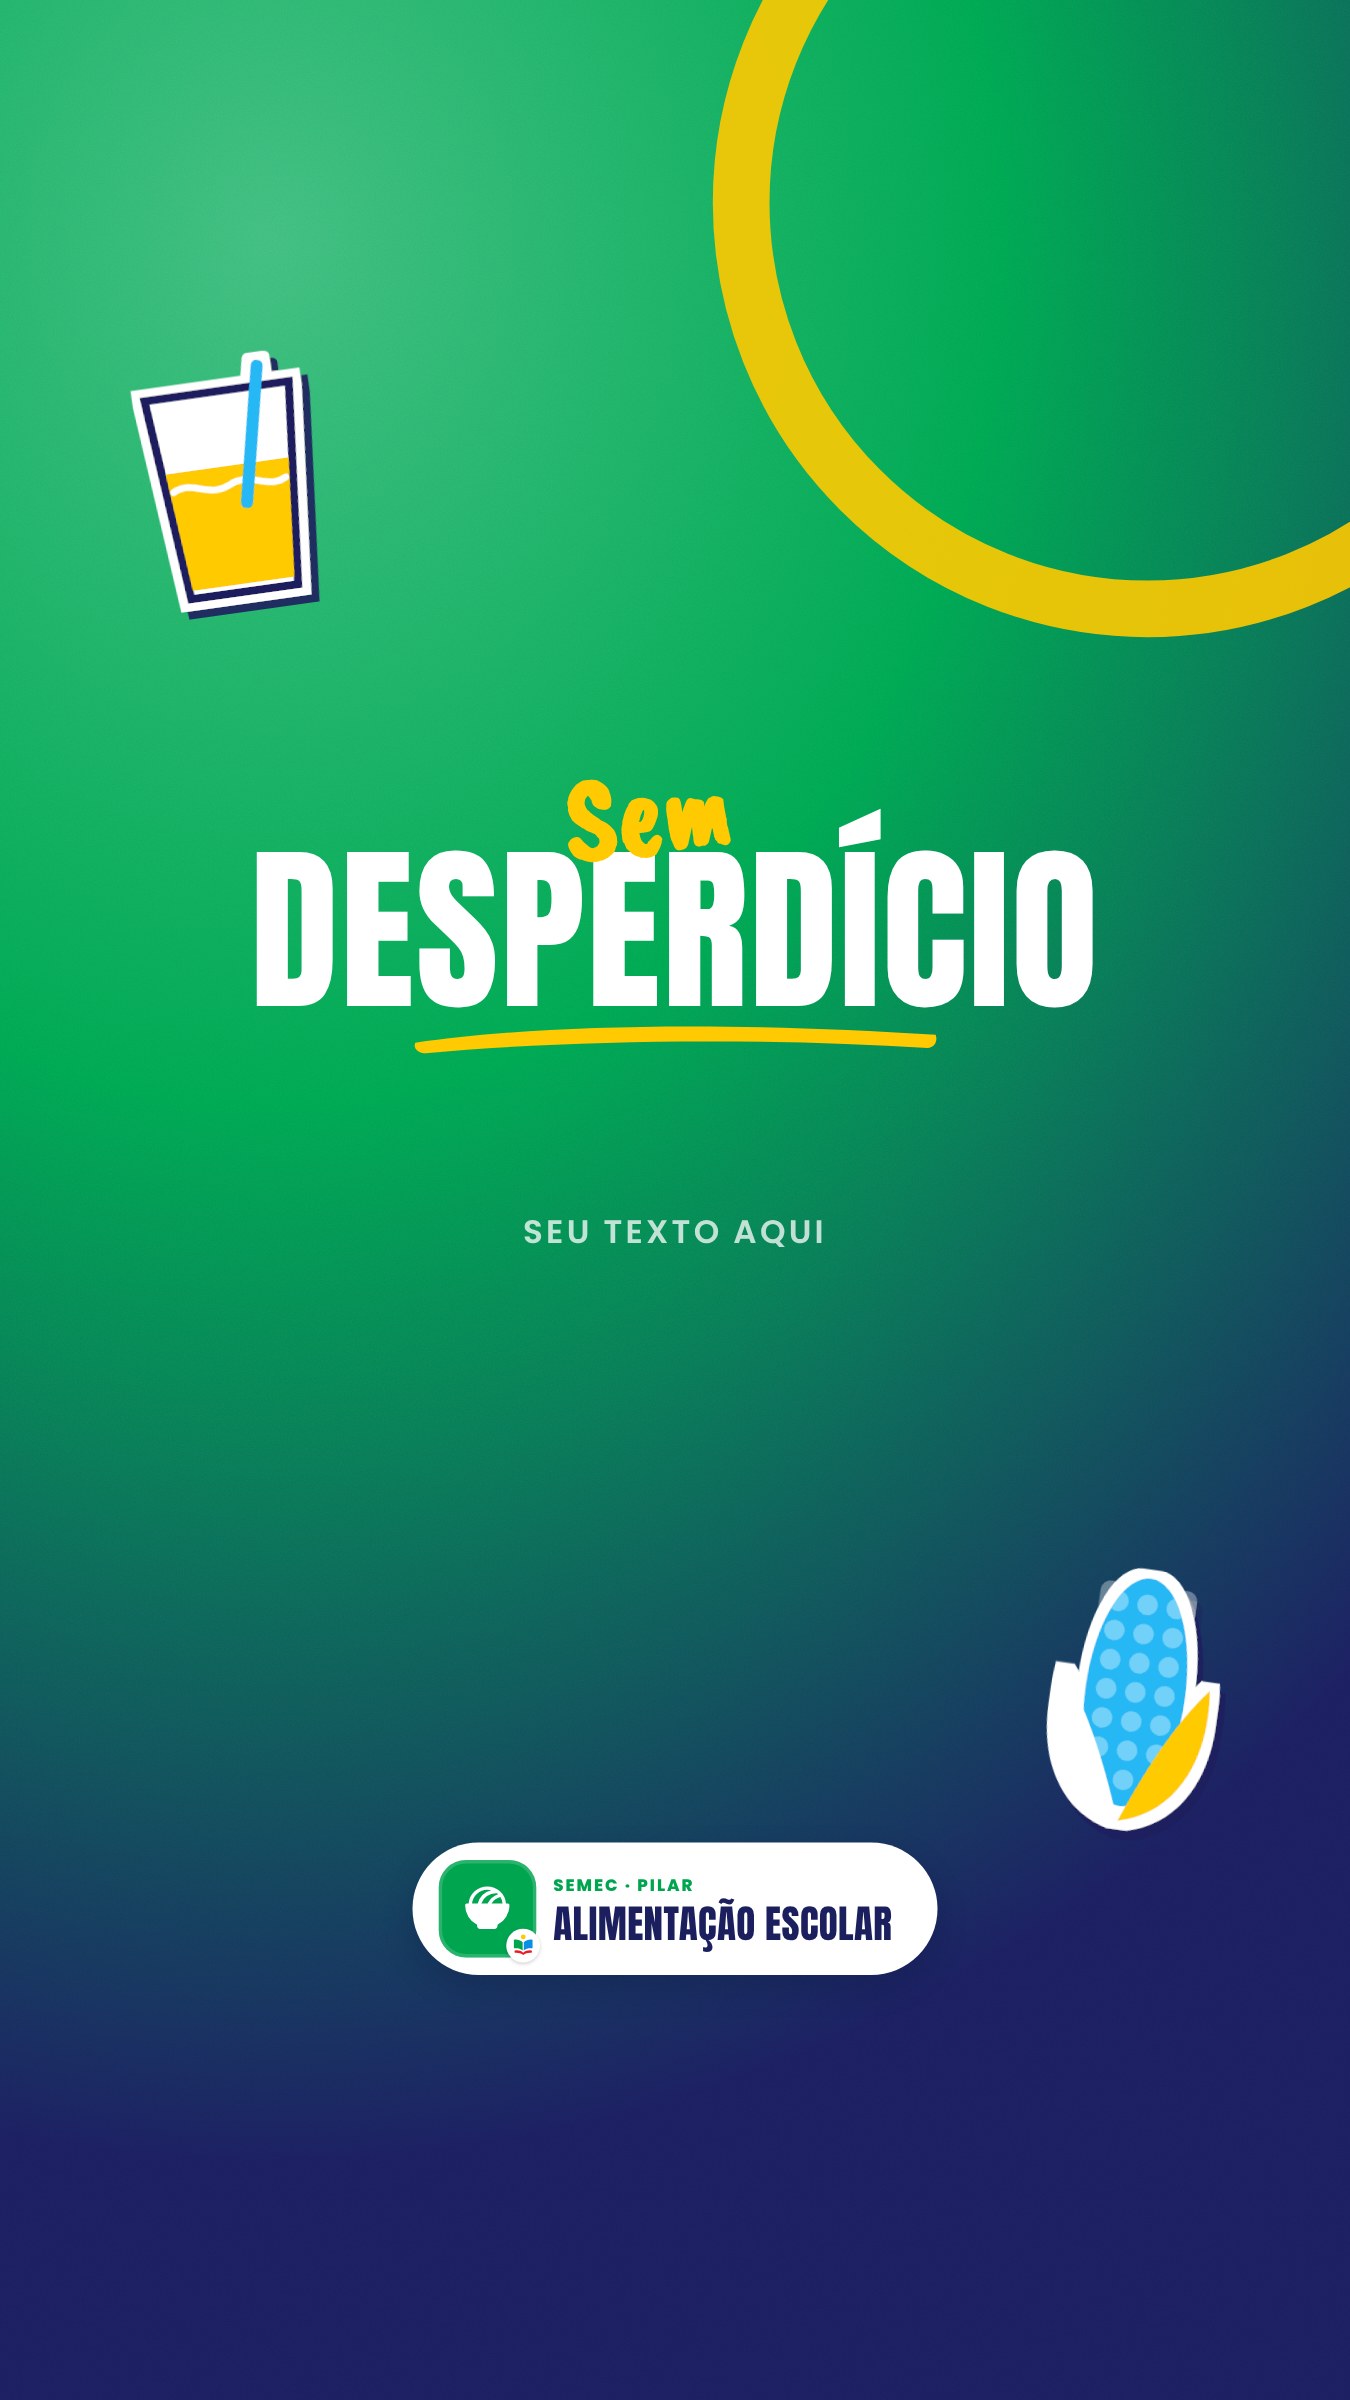 Sem
DESPERDÍCIO
SEU TEXTO AQUI
SEMEC · PILAR
ALIMENTAÇÃO ESCOLAR